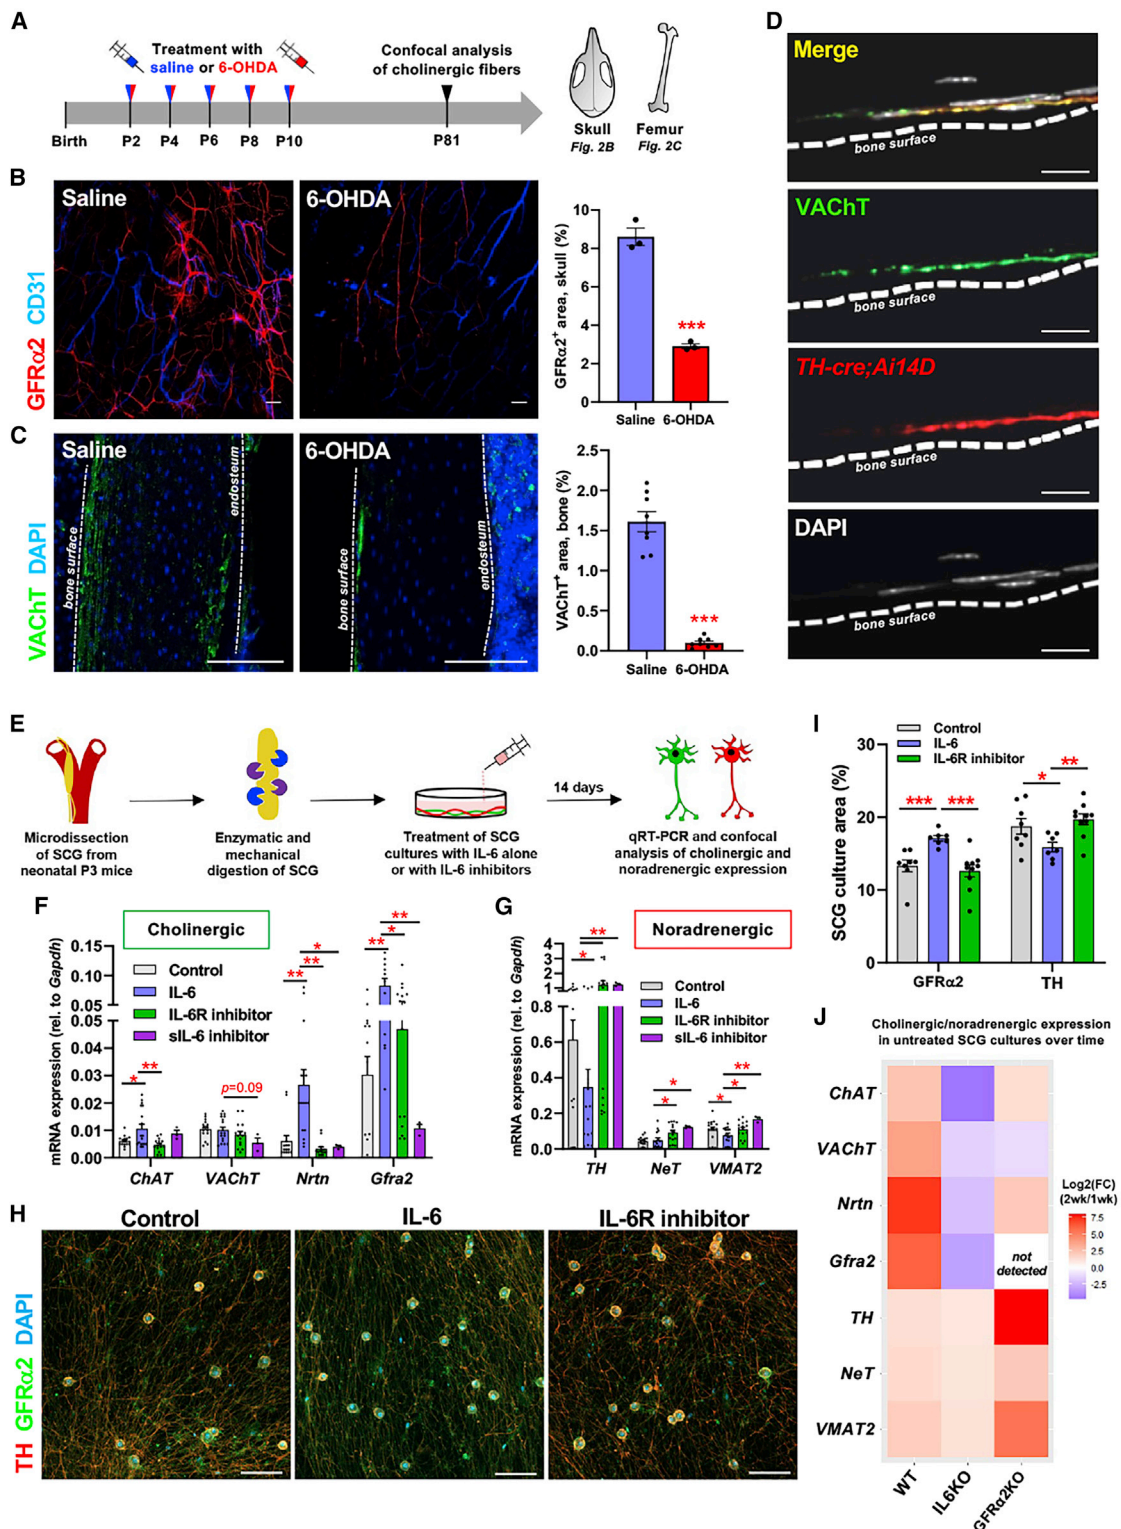 A
Treatment with
saline or 6-OHDA
Confocal analysis
of cholinergic fibers
Birth
P2
P4
P6
P8
P10
P81
Skull
Fig. 2B
Femur
Fig. 2C
B
Saline
6-OHDA
GFRα2 CD31
GFRα2+ area, skull (%)
10
8
6
4
2
0
Saline
6-OHDA
***
C
Saline
6-OHDA
VAChT DAPI
bone surface
endosteum
bone surface
endosteum
VAChT+ area, bone (%)
2.5
2.0
1.5
1.0
0.5
0.0
***
Saline
6-OHDA
D
Merge
bone surface
VAChT
bone surface
TH-cre;Ai14D
bone surface
DAPI
bone surface
E
Microdissection
of SCG from
neonatal P3 mice
Enzymatic and
mechanical
digestion of SCG
Treatment of SCG
cultures with IL-6 alone
or with IL-6 inhibitors
14 days
qRT-PCR and confocal
analysis of cholinergic and
noradrenergic expression
F
Cholinergic
mRNA expression (rel. to Gapdh)
0.15
0.10
0.05
0.05
0.04
0.03
0.02
0.01
0.00
Control
IL-6
IL-6R inhibitor
sIL-6 inhibitor
*
**
p=0.09
**
**
*
**
*
**
ChAT
VAChT
Nrtn
Gfra2
G
Noradrenergic
mRNA expression (rel. to Gapdh)
4
3
2
1
0.8
0.6
0.4
0.2
0.0
Control
IL-6
IL-6R inhibitor
sIL-6 inhibitor
*
**
*
*
*
*
**
TH
NeT
VMAT2
H
Control
IL-6
IL-6R inhibitor
TH GFRα2 DAPI
I
Control
IL-6
IL-6R inhibitor
SCG culture area (%)
30
20
10
0
***
***
*
**
GFRα2
TH
J
Cholinergic/noradrenergic expression
in untreated SCG cultures over time
ChAT
VAChT
Nrtn
Gfra2
TH
NeT
VMAT2
not
detected
WT
IL6KO
GFRα2KO
Log2(FC)
(2wk/1wk)
7.5
5.0
2.5
0.0
-2.5